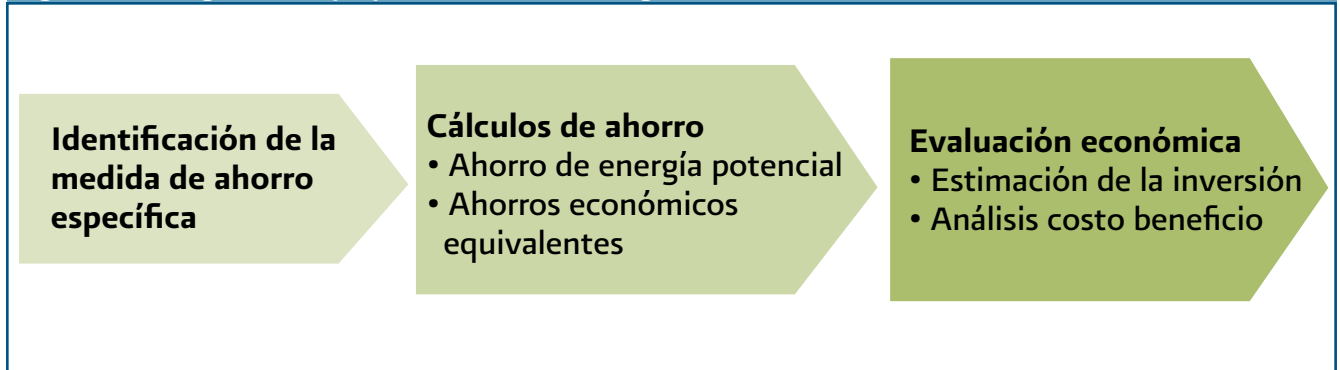 Identificación de la
medida de ahorro
específica
Cálculos de ahorro
• Ahorro de energía potencial
• Ahorros económicos
equivalentes
Evaluación económica
• Estimación de la inversión
• Análisis costo beneficio